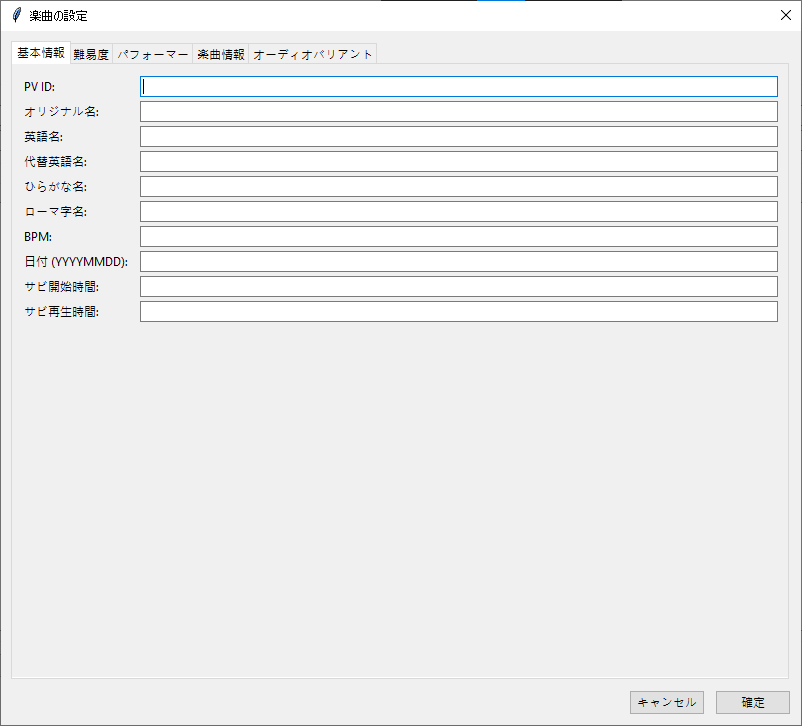 楽曲の設定
基本情報 難易度 パフォーマー 楽曲情報 オーディオバリアント
PV ID:
オリジナル名:
英語名:
代替英語名:
ひらがな名:
ローマ字名:
BPM:
日付 (YYYYMMDD):
サビ開始時間:
サビ再生時間:
キャンセル 確定